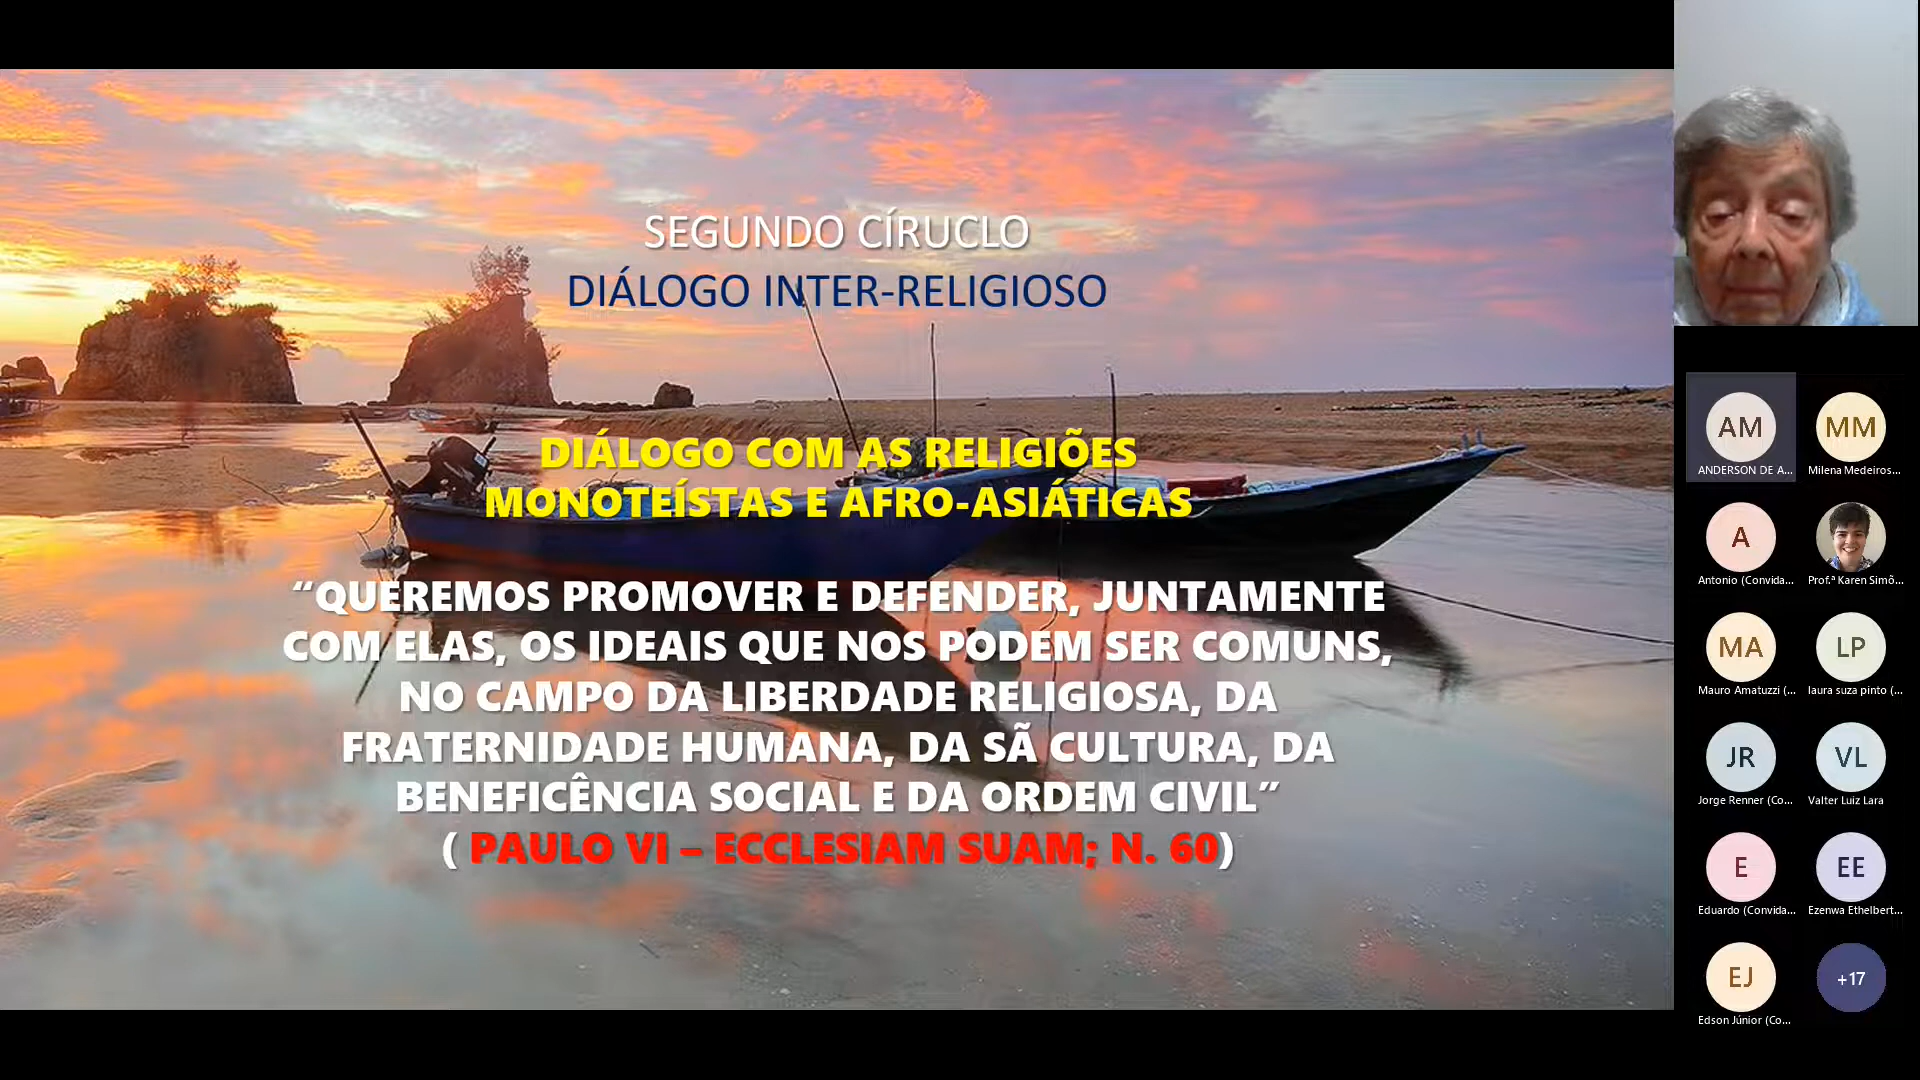 SEGUNDO CÍRUCLO
DIÁLOGO INTER-RELIGIOSO
DIÁLOGO COM AS RELIGIÕES
MONOTEÍSTAS E AFRO-ASIÁTICAS
“QUEREMOS PROMOVER E DEFENDER, JUNTAMENTE
COM ELAS, OS IDEAIS QUE NOS PODEM SER COMUNS,
NO CAMPO DA LIBERDADE RELIGIOSA, DA
FRATERNIDADE HUMANA, DA SÃ CULTURA, DA
BENEFICÊNCIA SOCIAL E DA ORDEM CIVIL”
( PAULO VI – ECCLESIAM SUAM; N. 60)
AM
ANDERSON DE A...
MM
Milena Medeiros...
A
Antonio (Convida...
Prof.ª Karen Simõ...
MA
Mauro Amatuzzi (...
LP
laura suza pinto (...
JR
Jorge Renner (Co...
VL
Valter Luiz Lara
E
Eduardo (Convida...
EE
Ezenwa Ethelbert...
EJ
Edson Júnior (Co...
+17